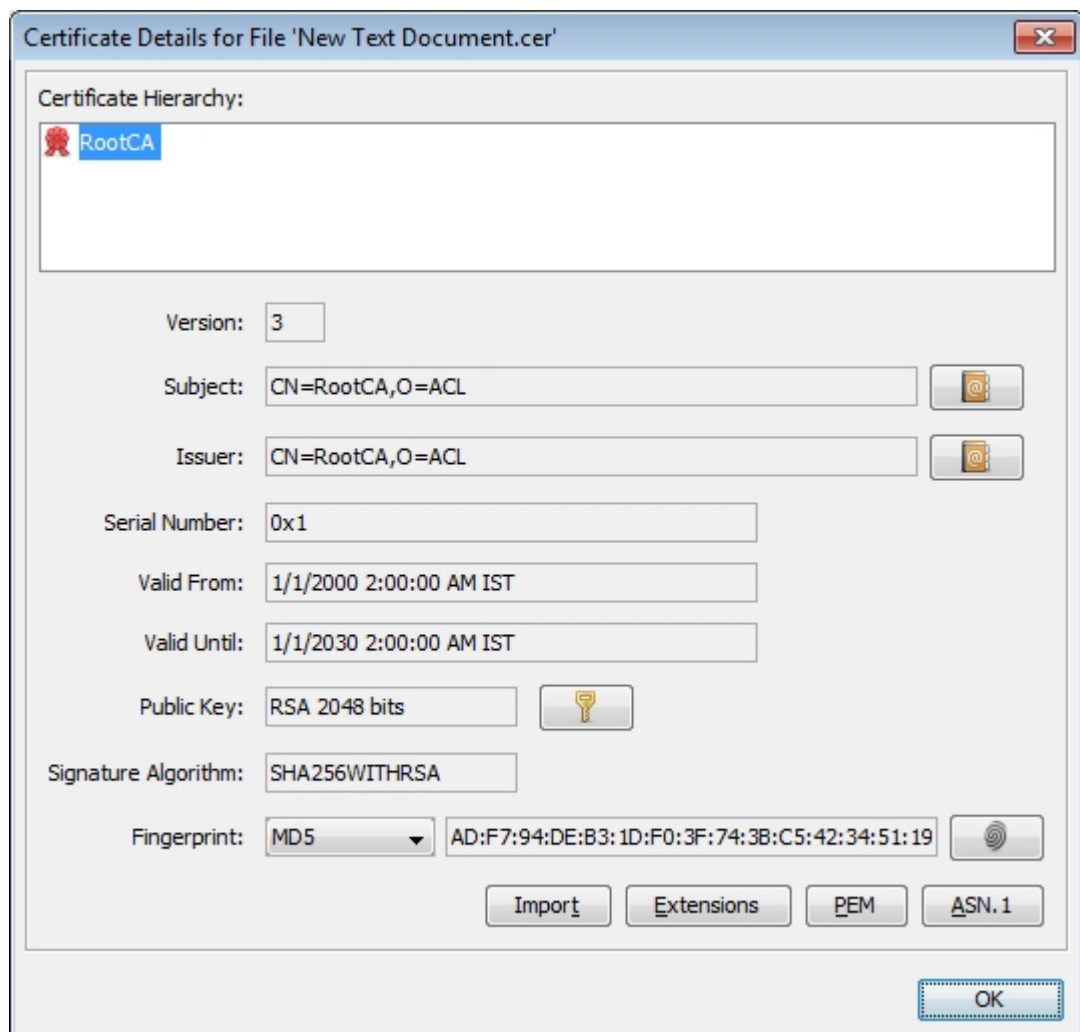 Certificate Details for File 'New Text Document.cer'
Certificate Hierarchy:
RootCA
Version: 3
Subject: CN=RootCA,O=ACL
Issuer: CN=RootCA,O=ACL
Serial Number: 0x1
Valid From: 1/1/2000 2:00:00 AM IST
Valid Until: 1/1/2030 2:00:00 AM IST
Public Key: RSA 2048 bits
Signature Algorithm: SHA256WITHRSA
Fingerprint: MD5 AD:F7:94:DE:B3:1D:F0:3F:74:3B:C5:42:34:51:19
Import Extensions PEM ASN.1
OK